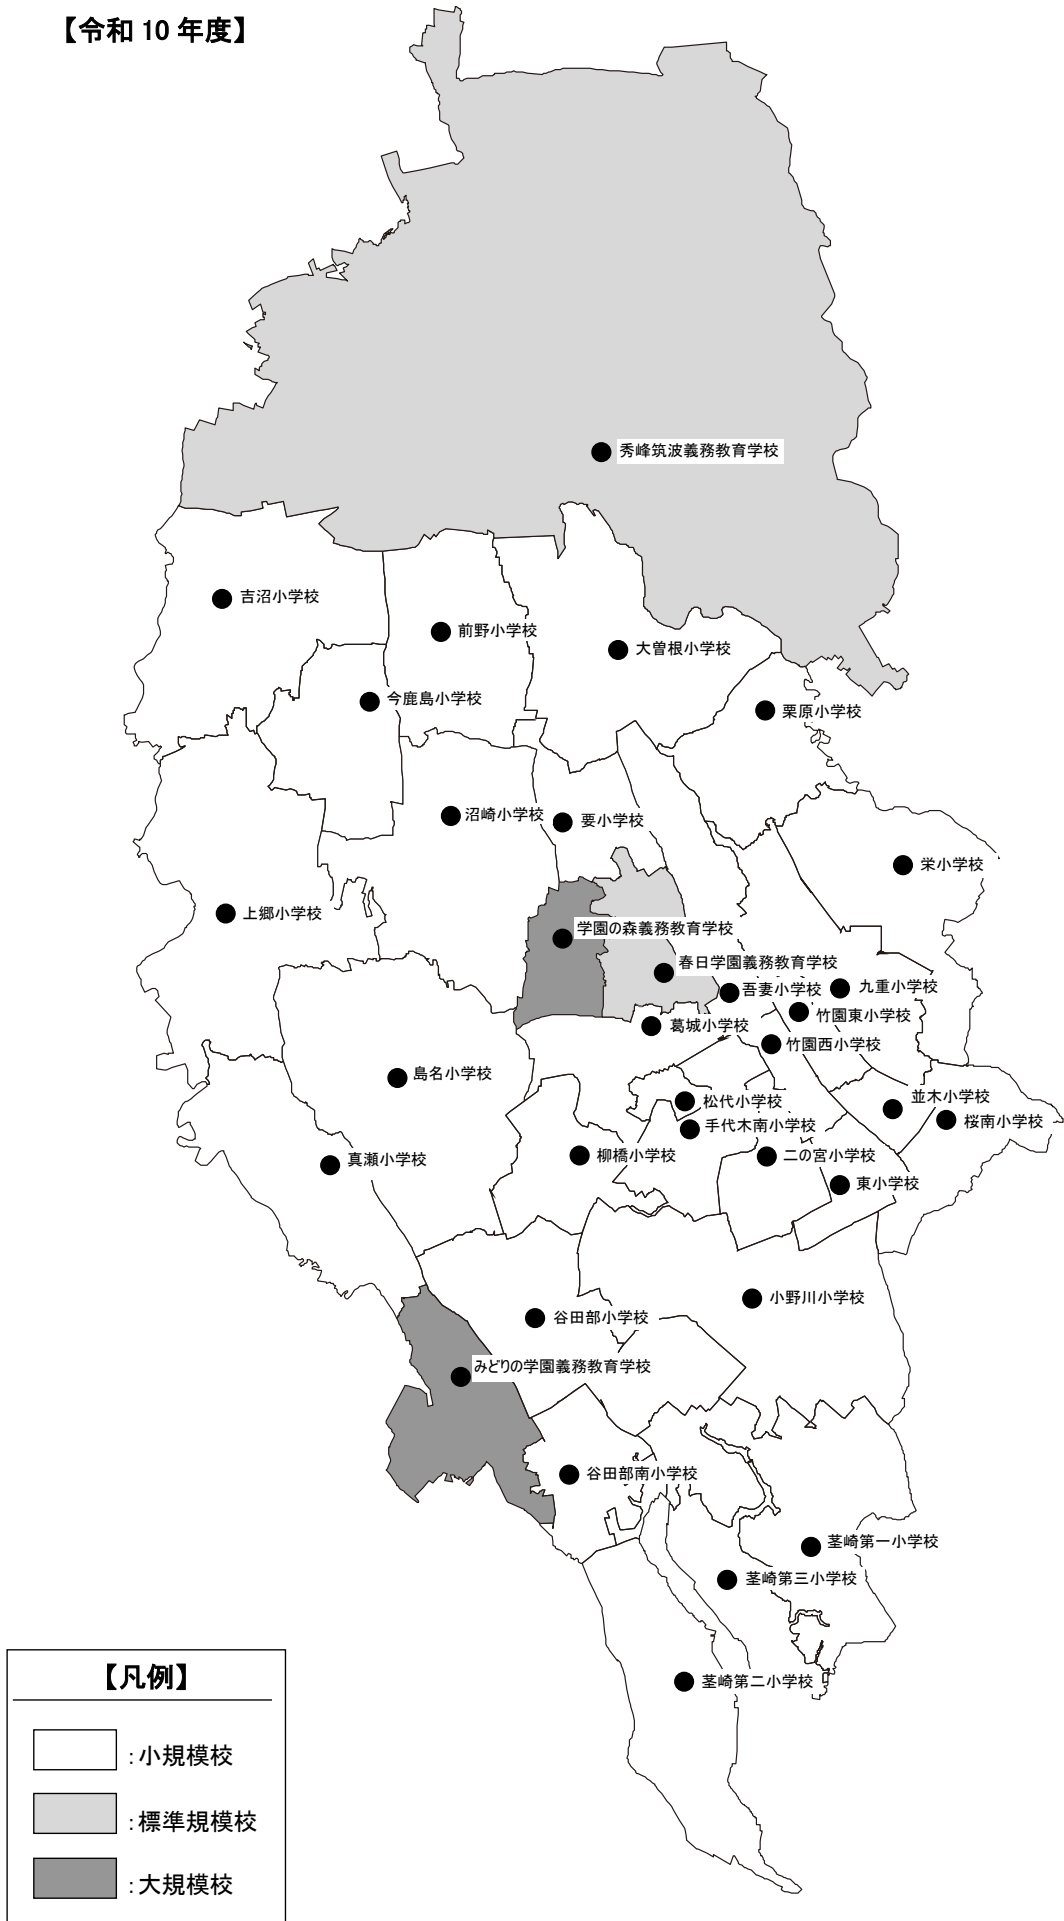 【令和 10 年度】
秀峰筑波義務教育学校
吉沼小学校
前野小学校
大曽根小学校
今鹿島小学校
栗原小学校
沼崎小学校
要小学校
栄小学校
上郷小学校
学園の森義務教育学校
春日学園義務教育学校
吾妻小学校
九重小学校
竹園東小学校
葛城小学校
竹園西小学校
島名小学校
松代小学校
並木小学校
桜南小学校
手代木南小学校
真瀬小学校
柳橋小学校
二の宮小学校
東小学校
小野川小学校
谷田部小学校
みどりの学園義務教育学校
谷田部南小学校
茎崎第一小学校
茎崎第三小学校
茎崎第二小学校
【凡例】
:小規模校
:標準規模校
:大規模校